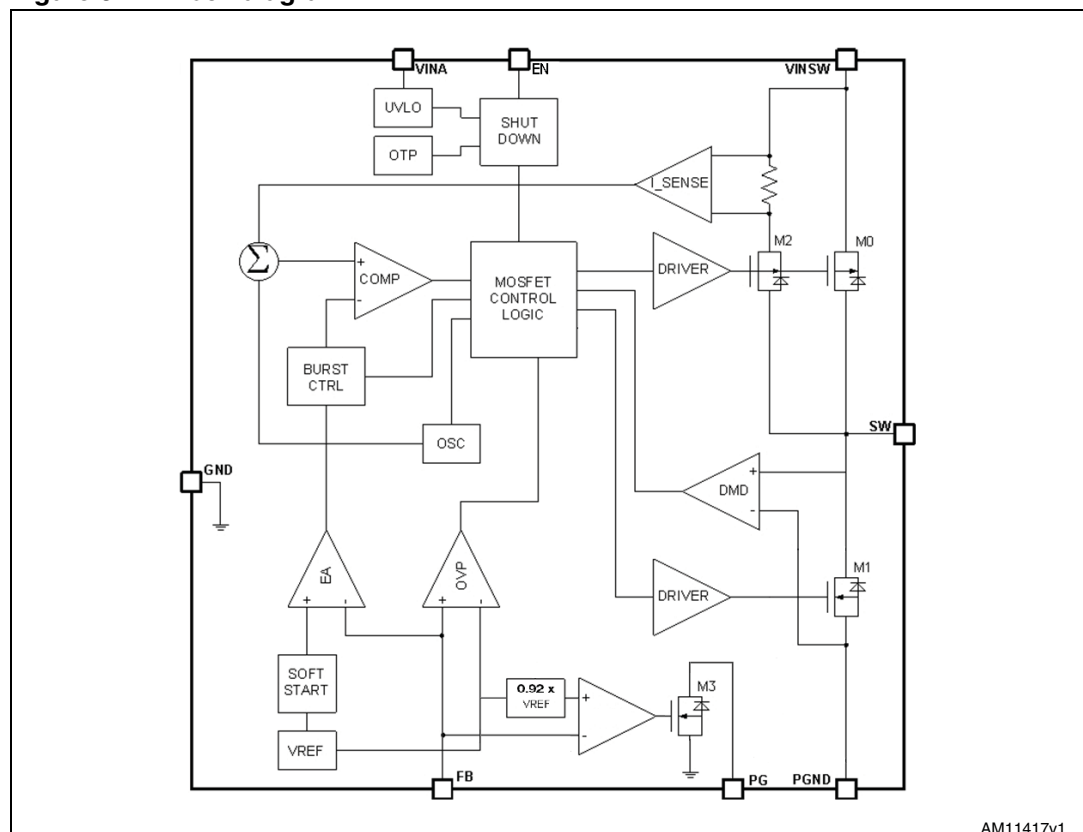 VINA
EN
VINSW
UVLO
SHUT
DOWN
OTP
I_SENSE
M2
M0
Σ
+
COMP
-
MOSFET
CONTROL
LOGIC
DRIVER
BURST
CTRL
OSC
SW
GND
+
DMD
-
EA
+ -
OVP
+ -
M1
DRIVER
SOFT
START
0.92 x
VREF
+
-
M3
VREF
FB
PG
PGND
AM11417v1